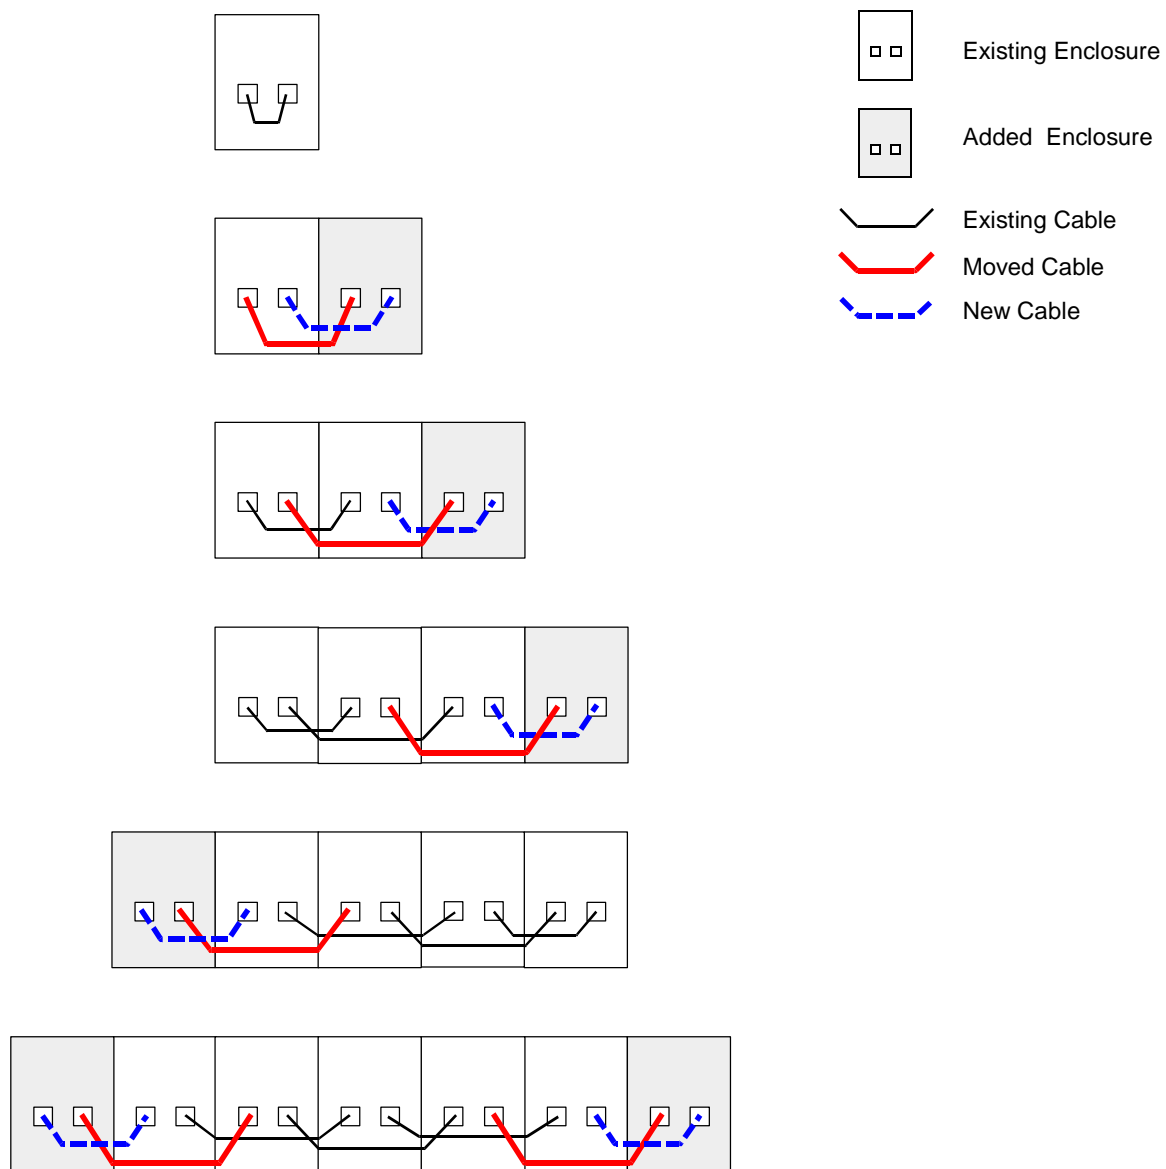 Existing Enclosure
Added  Enclosure
Existing Cable
Moved Cable
New Cable